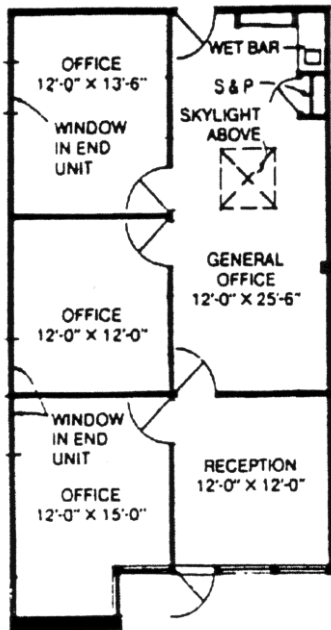 OFFICE
12'-0" X 13'-6"
WINDOW
IN END
UNIT
WET BAR
S & P
SKYLIGHT
ABOVE
GENERAL
OFFICE
12'-0" X 25'-6"
OFFICE
12'-0" X 12'-0"
WINDOW
IN END
UNIT
OFFICE
12'-0" X 15'-0"
RECEPTION
12'-0" X 12'-0"